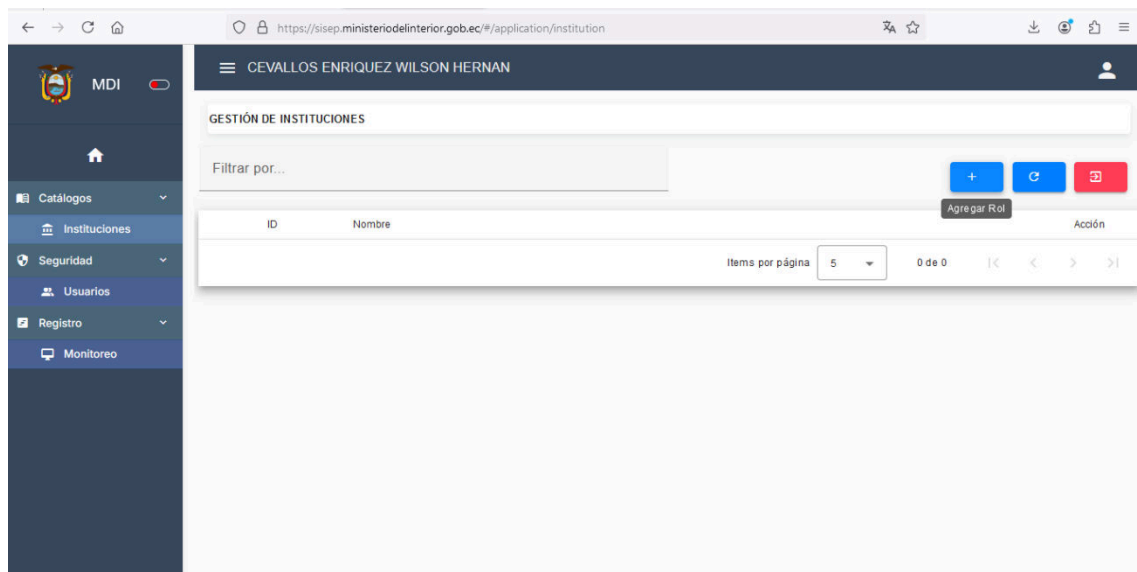 https://sisep.ministeriodelinterior.gob.ec/#/application/institution
MDI
CEVALLOS ENRIQUEZ WILSON HERNAN
GESTIÓN DE INSTITUCIONES
Filtrar por...
Agregar Rol
Catálogos
Instituciones
Seguridad
Usuarios
Registro
Monitoreo
ID Nombre Acción
Items por página 5 0 de 0